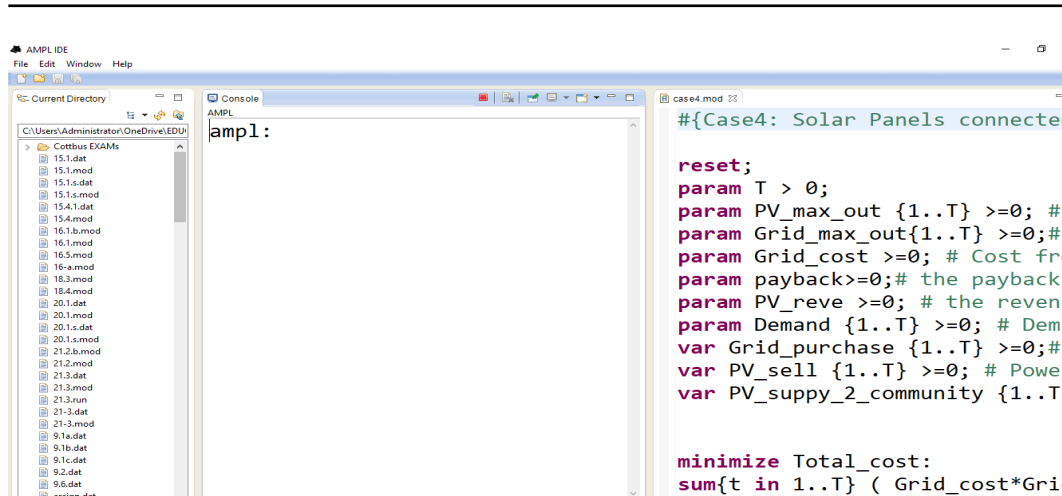 AMPL IDE
File Edit Window Help
Current Directory
C:\Users\Administrator\OneDrive\EDU
Cottbus EXAMs
15.1.dat
15.1.mod
15.1.s.dat
15.1.s.mod
15.4.1.dat
15.4.mod
16.1.b.mod
16.1.mod
16.5.mod
16-a.mod
18.3.mod
18.4.mod
20.1.dat
20.1.mod
20.1.s.dat
20.1.s.mod
21.2.b.mod
21.2.mod
21.3.dat
21.3.mod
21.3.run
21-3.dat
21-3.mod
9.1a.dat
9.1b.dat
9.1c.dat
9.2.dat
9.6.dat
assign.dat
Console
AMPL
ampl:
case4.mod
#{Case4: Solar Panels connecte
reset;
param T > 0;
param PV_max_out {1..T} >=0; #
param Grid_max_out{1..T} >=0;#
param Grid_cost >=0; # Cost fr
param payback>=0;# the payback
param PV_reve >=0; # the reven
param Demand {1..T} >=0; # Dem
var Grid_purchase {1..T} >=0;#
var PV_sell {1..T} >=0; # Powe
var PV_suppy_2_community {1..T
minimize Total_cost:
sum{t in 1..T} ( Grid_cost*Gri